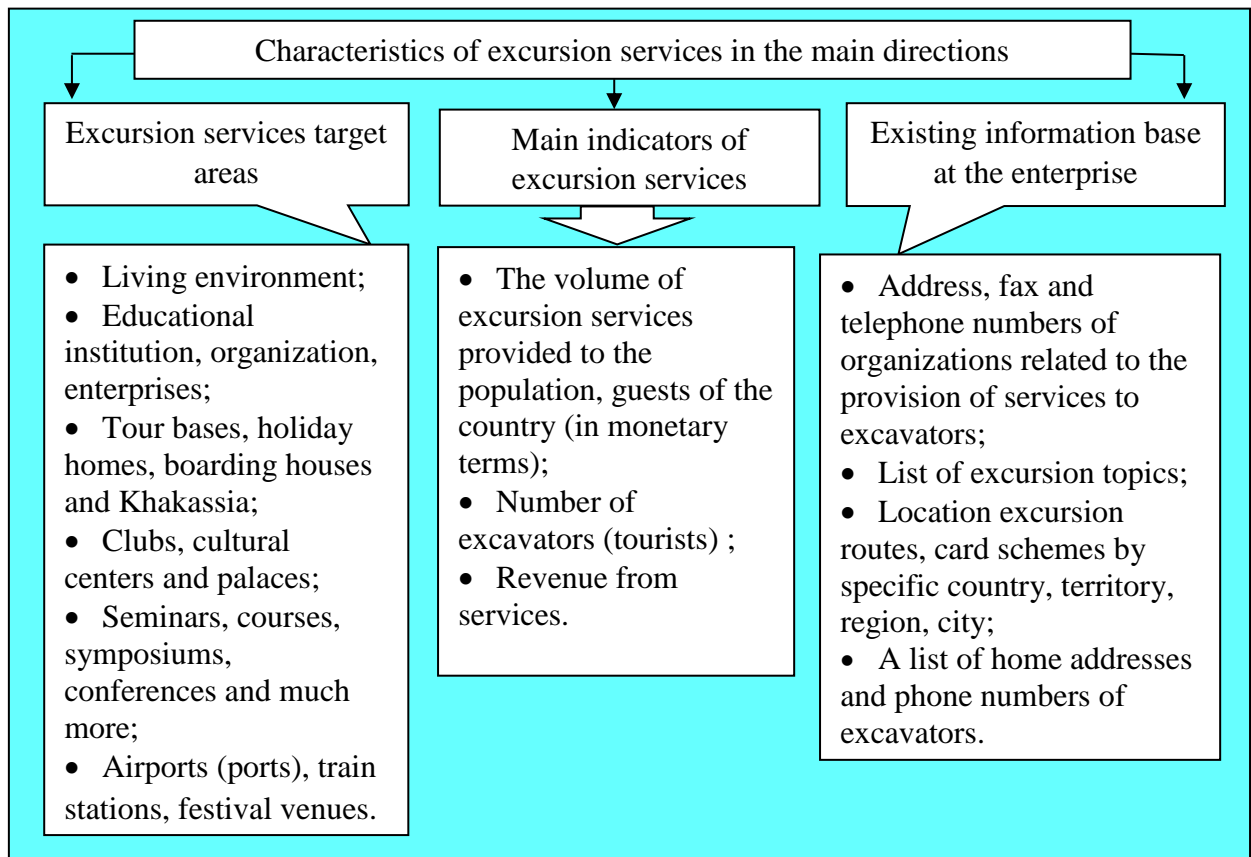 Characteristics of excursion services in the main directions
Excursion services target
areas
Main indicators of
excursion services
Existing information base
at the enterprise
• Living environment;
• Educational
institution, organization,
enterprises;
• Tour bases, holiday
homes, boarding houses
and Khakassia;
• Clubs, cultural
centers and palaces;
• Seminars, courses,
symposiums,
conferences and much
more;
• Airports (ports), train
stations, festival venues.
• The volume of
excursion services
provided to the
population, guests of the
country (in monetary
terms);
• Number of
excavators (tourists) ;
• Revenue from
services.
• Address, fax and
telephone numbers of
organizations related to the
provision of services to
excavators;
• List of excursion topics;
• Location excursion
routes, card schemes by
specific country, territory,
region, city;
• A list of home addresses
and phone numbers of
excavators.